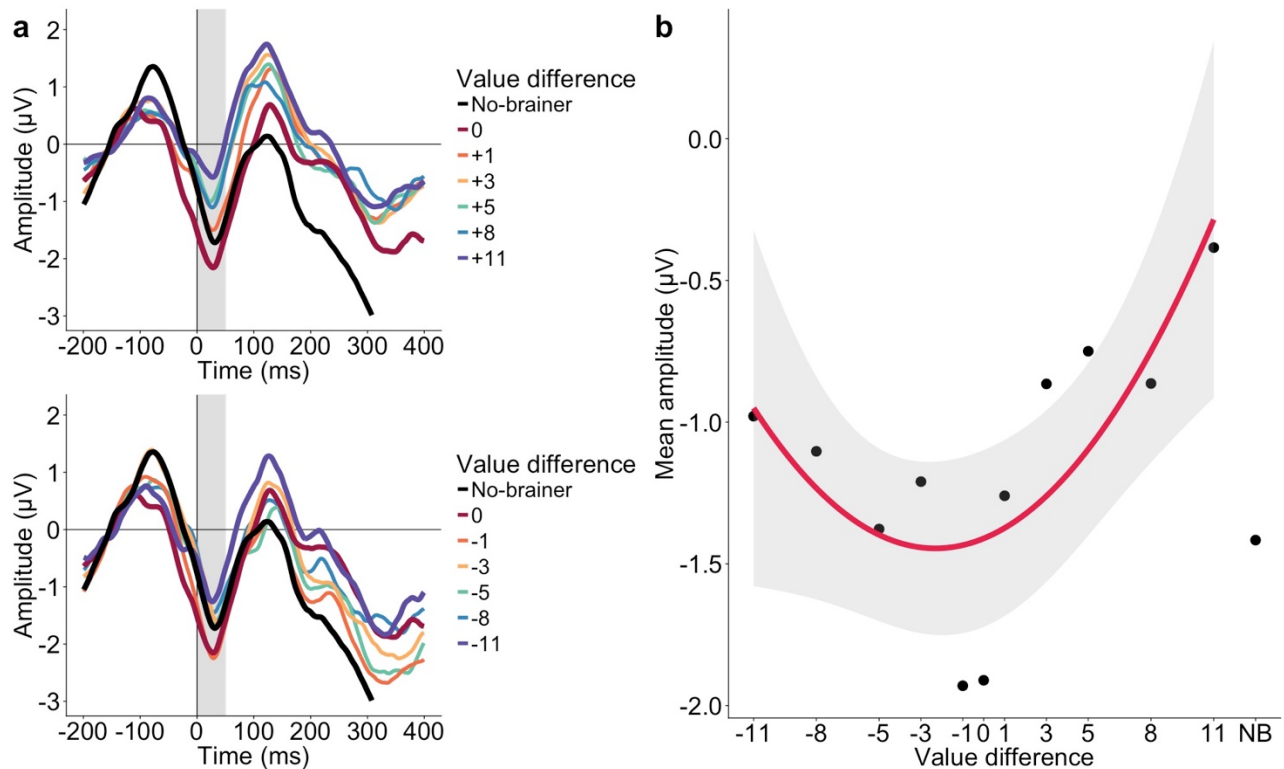 a
2
1
0
-1
-2
-3
Amplitude (µV)
-200 -100 0 100 200 300 400
Time (ms)
Value difference
No-brainer
0
+1
+3
+5
+8
+11
2
1
0
-1
-2
-3
Amplitude (µV)
-200 -100 0 100 200 300 400
Time (ms)
Value difference
No-brainer
0
-1
-3
-5
-8
-11
b
0.0
-0.5
-1.0
-1.5
-2.0
Mean amplitude (µV)
-11 -8 -5 -3 -1 0 1 3 5 8 11 NB
Value difference